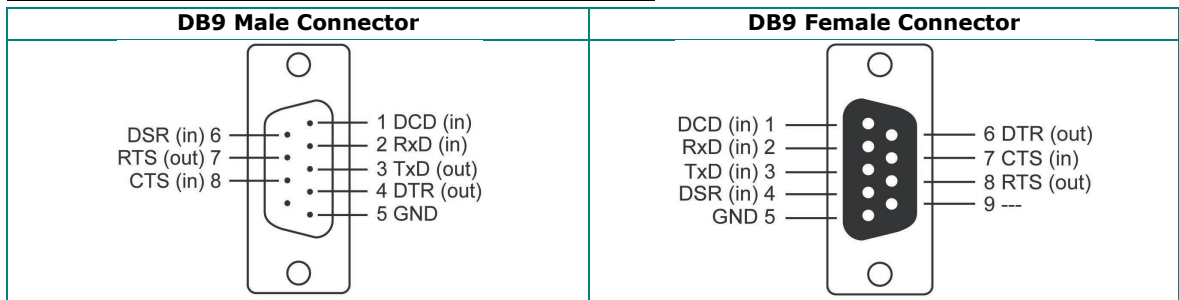 DB9 Male Connector
DB9 Female Connector
DSR (in) 6
RTS (out) 7
CTS (in) 8
1 DCD (in)
2 RxD (in)
3 TxD (out)
4 DTR (out)
5 GND
DCD (in) 1
RxD (in) 2
TxD (in) 3
DSR (in) 4
GND 5
6 DTR (out)
7 CTS (in)
8 RTS (out)
9 ---